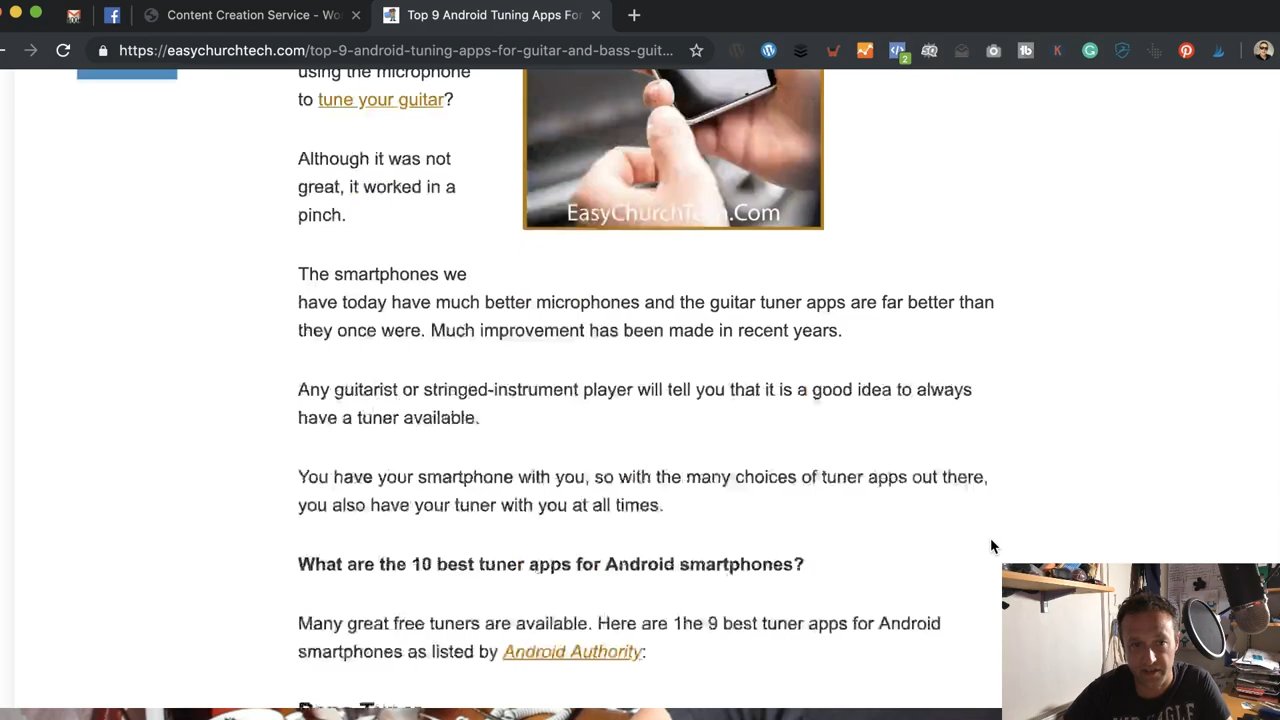 Content Creation Service - Wo
Top 9 Android Tuning Apps For
https://easychurchtech.com/top-9-android-tuning-apps-for-guitar-and-bass-guit...
2
using the microphone
to tune your guitar?
Although it was not
great, it worked in a
pinch.
EasyChurchTech.Com
The smartphones we
have today have much better microphones and the guitar tuner apps are far better than
they once were. Much improvement has been made in recent years.
Any guitarist or stringed-instrument player will tell you that it is a good idea to always
have a tuner available.
You have your smartphone with you, so with the many choices of tuner apps out there,
you also have your tuner with you at all times.
What are the 10 best tuner apps for Android smartphones?
Many great free tuners are available. Here are 1he 9 best tuner apps for Android
smartphones as listed by Android Authority: